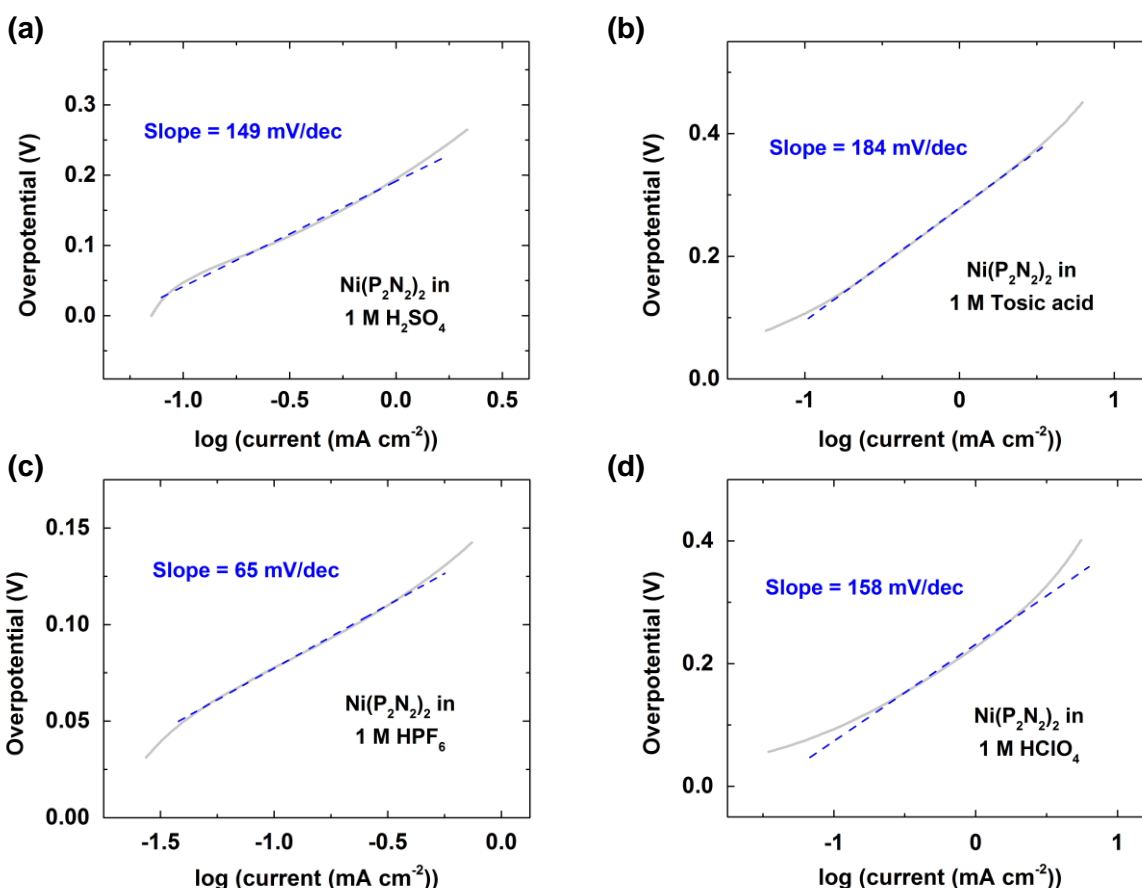 (a)
Overpotential (V)
0.3
0.2
0.1
0.0
Slope = 149 mV/dec
Ni(P₂N₂)₂ in
1 M H₂SO₄
-1.0 -0.5 0.0 0.5
log (current (mA cm⁻²))
(b)
Overpotential (V)
0.4
0.2
0.0
Slope = 184 mV/dec
Ni(P₂N₂)₂ in
1 M Tosic acid
-1 0 1
log (current (mA cm⁻²))
(c)
Overpotential (V)
0.15
0.10
0.05
0.00
Slope = 65 mV/dec
Ni(P₂N₂)₂ in
1 M HPF₆
-1.5 -1.0 -0.5 0.0
log (current (mA cm⁻²))
(d)
Overpotential (V)
0.4
0.2
0.0
Slope = 158 mV/dec
Ni(P₂N₂)₂ in
1 M HClO₄
-1 0 1
log (current (mA cm⁻²))